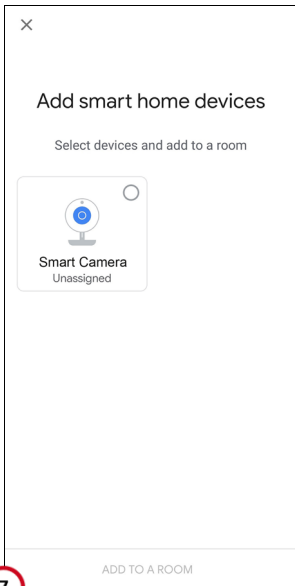 Add smart home devices
Select devices and add to a room
Smart Camera
Unassigned
ADD TO A ROOM